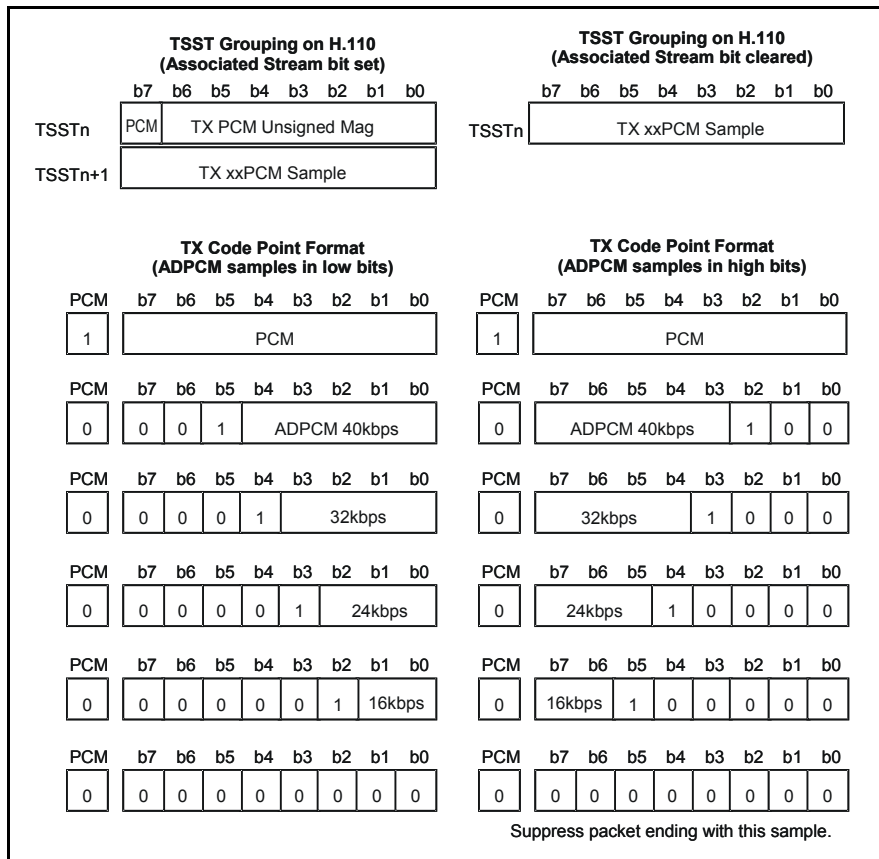 TSST Grouping on H.110
(Associated Stream bit set)
b7 b6 b5 b4 b3 b2 b1 b0
TSSTn PCM TX PCM Unsigned Mag
TSSTn+1 TX xxPCM Sample
TSST Grouping on H.110
(Associated Stream bit cleared)
b7 b6 b5 b4 b3 b2 b1 b0
TSSTn TX xxPCM Sample
TX Code Point Format
(ADPCM samples in low bits)
PCM b7 b6 b5 b4 b3 b2 b1 b0
1 PCM
PCM b7 b6 b5 b4 b3 b2 b1 b0
0 0 0 1 ADPCM 40kbps
PCM b7 b6 b5 b4 b3 b2 b1 b0
0 0 0 0 1 32kbps
PCM b7 b6 b5 b4 b3 b2 b1 b0
0 0 0 0 0 1 24kbps
PCM b7 b6 b5 b4 b3 b2 b1 b0
0 0 0 0 0 0 1 16kbps
PCM b7 b6 b5 b4 b3 b2 b1 b0
0 0 0 0 0 0 0 0 0
TX Code Point Format
(ADPCM samples in high bits)
PCM b7 b6 b5 b4 b3 b2 b1 b0
1 PCM
PCM b7 b6 b5 b4 b3 b2 b1 b0
0 ADPCM 40kbps 1 0 0
PCM b7 b6 b5 b4 b3 b2 b1 b0
0 32kbps 1 0 0 0
PCM b7 b6 b5 b4 b3 b2 b1 b0
0 24kbps 1 0 0 0 0
PCM b7 b6 b5 b4 b3 b2 b1 b0
0 16kbps 1 0 0 0 0 0
PCM b7 b6 b5 b4 b3 b2 b1 b0
0 0 0 0 0 0 0 0 0
Suppress packet ending with this sample.